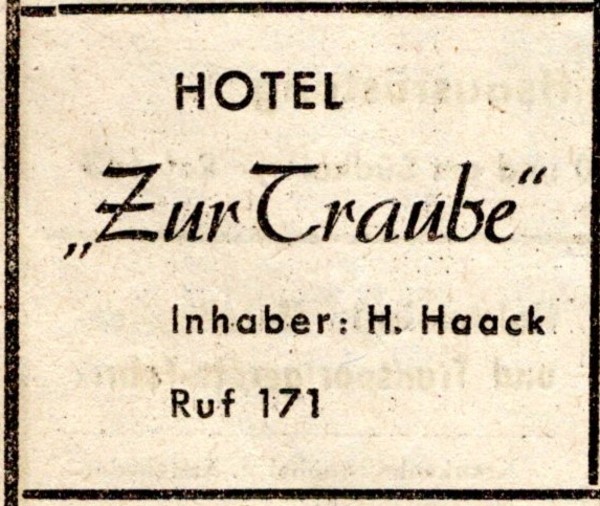 HOTEL
„Zur Traube“
Inhaber: H. Haack
Ruf 171